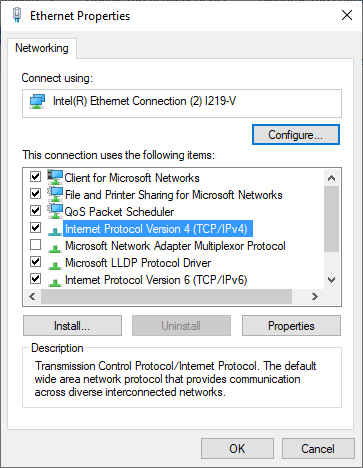 Ethernet Properties
Networking
Connect using:
Intel(R) Ethernet Connection (2) I219-V
Configure...
This connection uses the following items:
Client for Microsoft Networks
File and Printer Sharing for Microsoft Networks
QoS Packet Scheduler
Internet Protocol Version 4 (TCP/IPv4)
Microsoft Network Adapter Multiplexor Protocol
Microsoft LLDP Protocol Driver
Internet Protocol Version 6 (TCP/IPv6)
Install... Uninstall Properties
Description
Transmission Control Protocol/Internet Protocol. The default
wide area network protocol that provides communication
across diverse interconnected networks.
OK Cancel